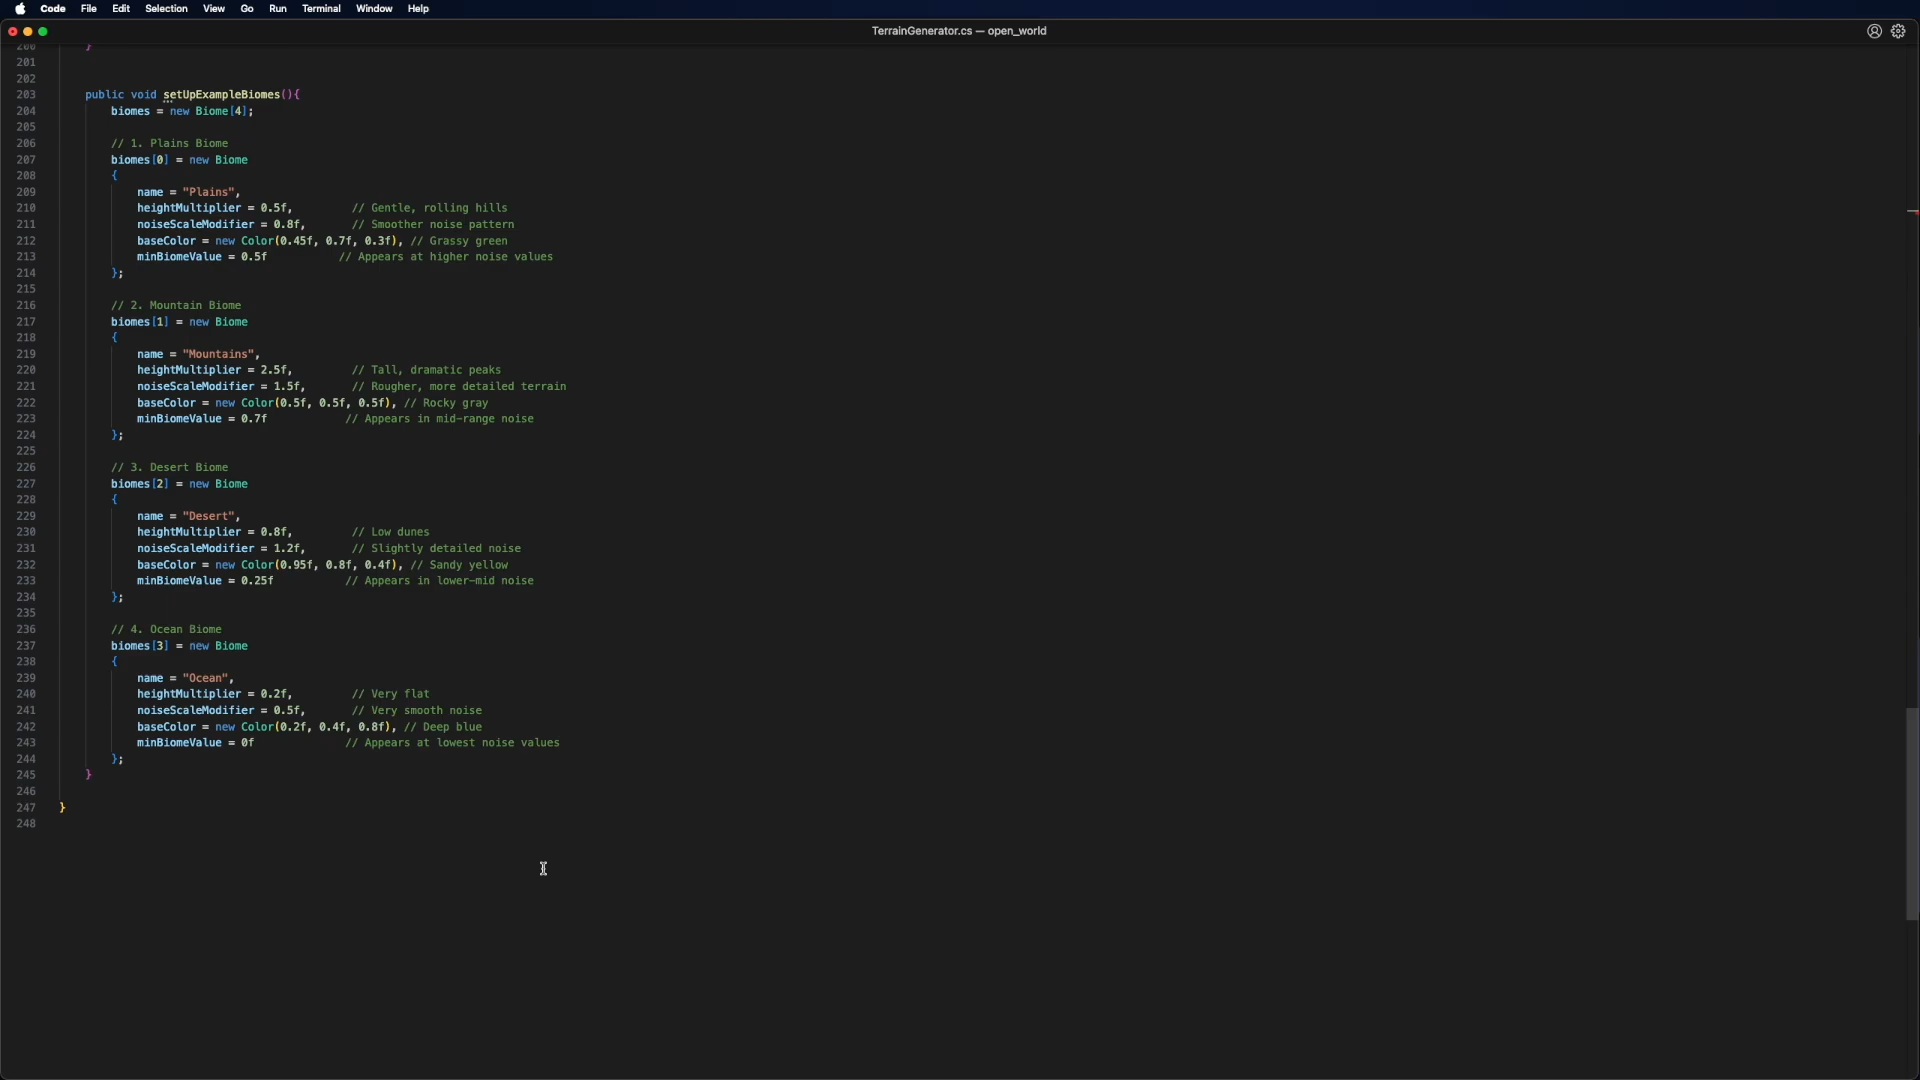 Code File Edit Selection View Go Run Terminal Window Help
TerrainGenerator.cs — open_world
200 }
201
202
203 public void setUpExampleBiomes(){
204 biomes = new Biome[4];
205
206 // 1. Plains Biome
207 biomes[0] = new Biome
208 {
209 name = "Plains",
210 heightMultiplier = 0.5f, // Gentle, rolling hills
211 noiseScaleModifier = 0.8f, // Smoother noise pattern
212 baseColor = new Color(0.45f, 0.7f, 0.3f), // Grassy green
213 minBiomeValue = 0.5f // Appears at higher noise values
214 };
215
216 // 2. Mountain Biome
217 biomes[1] = new Biome
218 {
219 name = "Mountains",
220 heightMultiplier = 2.5f, // Tall, dramatic peaks
221 noiseScaleModifier = 1.5f, // Rougher, more detailed terrain
222 baseColor = new Color(0.5f, 0.5f, 0.5f), // Rocky gray
223 minBiomeValue = 0.7f // Appears in mid-range noise
224 };
225
226 // 3. Desert Biome
227 biomes[2] = new Biome
228 {
229 name = "Desert",
230 heightMultiplier = 0.8f, // Low dunes
231 noiseScaleModifier = 1.2f, // Slightly detailed noise
232 baseColor = new Color(0.95f, 0.8f, 0.4f), // Sandy yellow
233 minBiomeValue = 0.25f // Appears in lower-mid noise
234 };
235
236 // 4. Ocean Biome
237 biomes[3] = new Biome
238 {
239 name = "Ocean",
240 heightMultiplier = 0.2f, // Very flat
241 noiseScaleModifier = 0.5f, // Very smooth noise
242 baseColor = new Color(0.2f, 0.4f, 0.8f), // Deep blue
243 minBiomeValue = 0f // Appears at lowest noise values
244 };
245 }
246
247 }
248